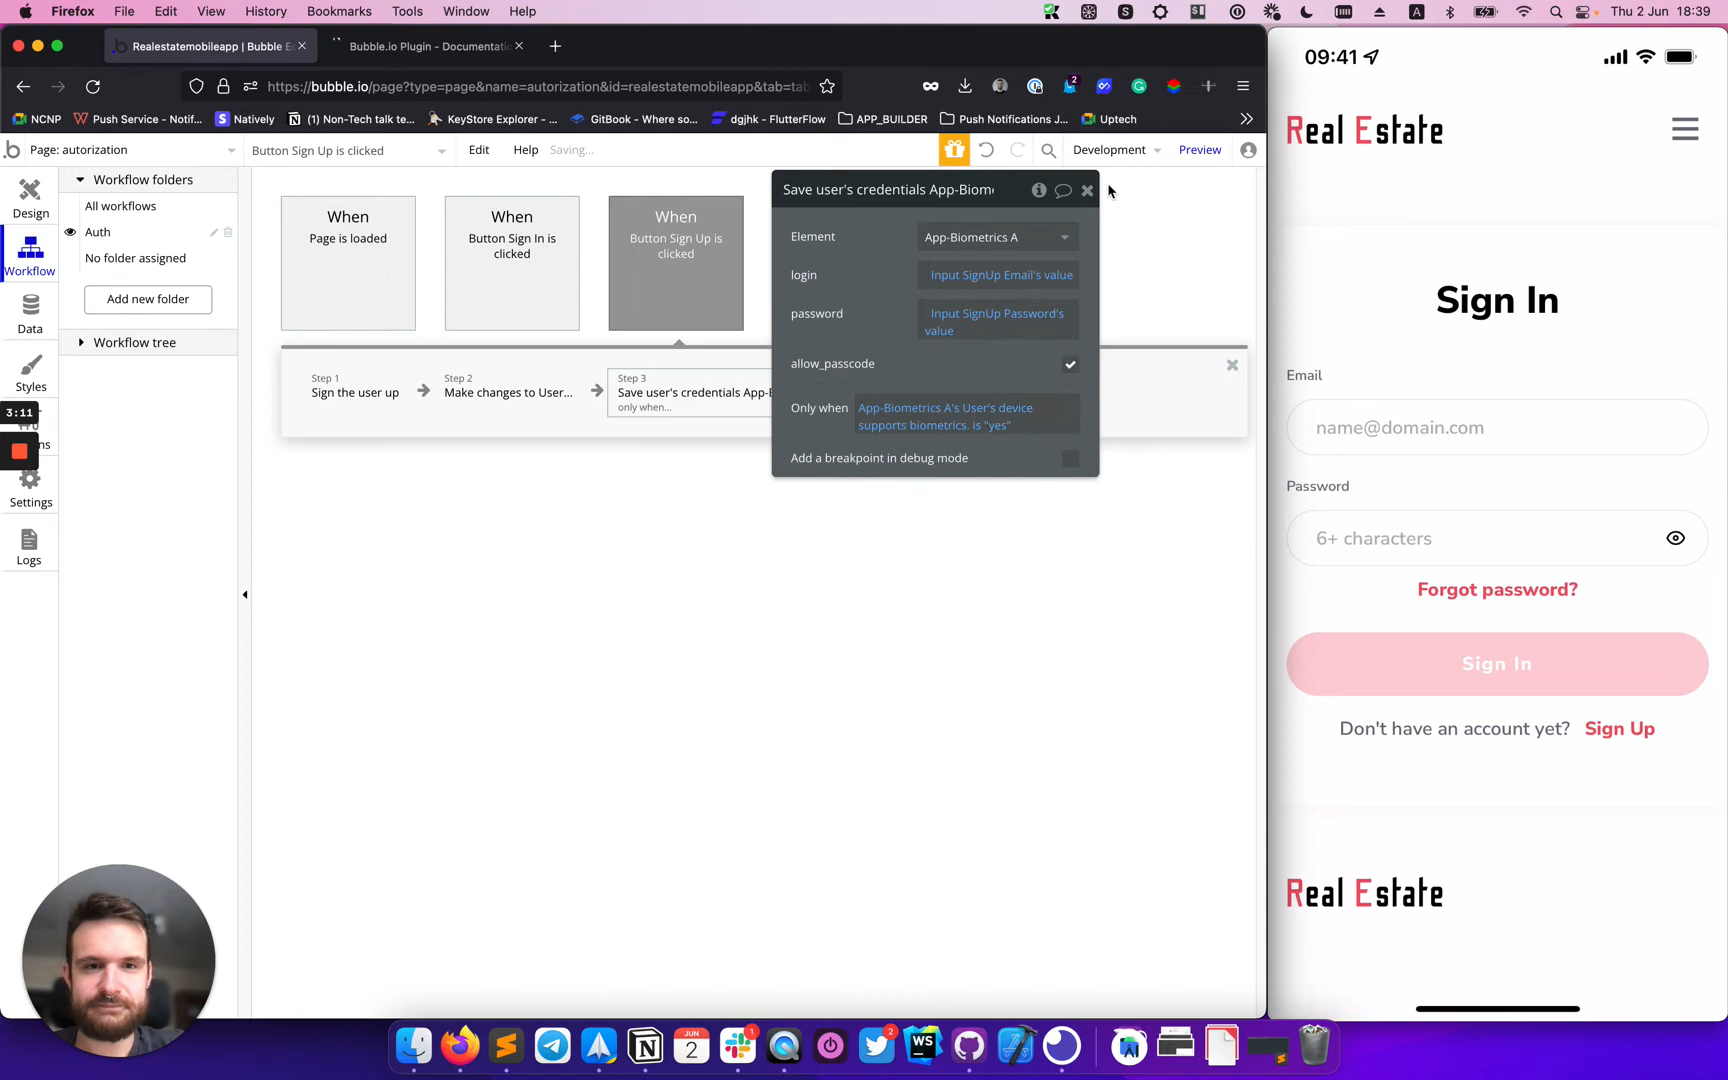 Firefox File Edit View History Bookmarks Tools Window Help
Thu 2 Jun 18:39
Realestatemobileapp | Bubble E
Bubble.io Plugin - Documentati
https://bubble.io/page?type=page&name=autorization&id=realestatemobileapp&tab=tab
2
NCNP
Push Service - Notif...
Natively
(1) Non-Tech talk te...
KeyStore Explorer - ...
GitBook - Where so...
dgjhk - FlutterFlow
APP_BUILDER
Push Notifications J...
Uptech
Page: autorization
Button Sign Up is clicked
Edit
Help
Saving...
Development
Preview
Design
Workflow
Data
Styles
3:11
ns
Settings
Logs
Workflow folders
All workflows
Auth
No folder assigned
Add new folder
Workflow tree
When
Page is loaded
When
Button Sign In is
clicked
When
Button Sign Up is
clicked
Step 1
Sign the user up
Step 2
Make changes to User...
Step 3
Save user's credentials App-B
only when...
Save user's credentials App-Biom
Element
App-Biometrics A
login
Input SignUp Email's value
password
Input SignUp Password's
value
allow_passcode
Only when
App-Biometrics A's User's device
supports biometrics. is "yes"
Add a breakpoint in debug mode
09:41
Real Estate
Sign In
Email
name@domain.com
Password
6+ characters
Forgot password?
Sign In
Don't have an account yet? Sign Up
Real Estate
JUN
2
1
2
WS